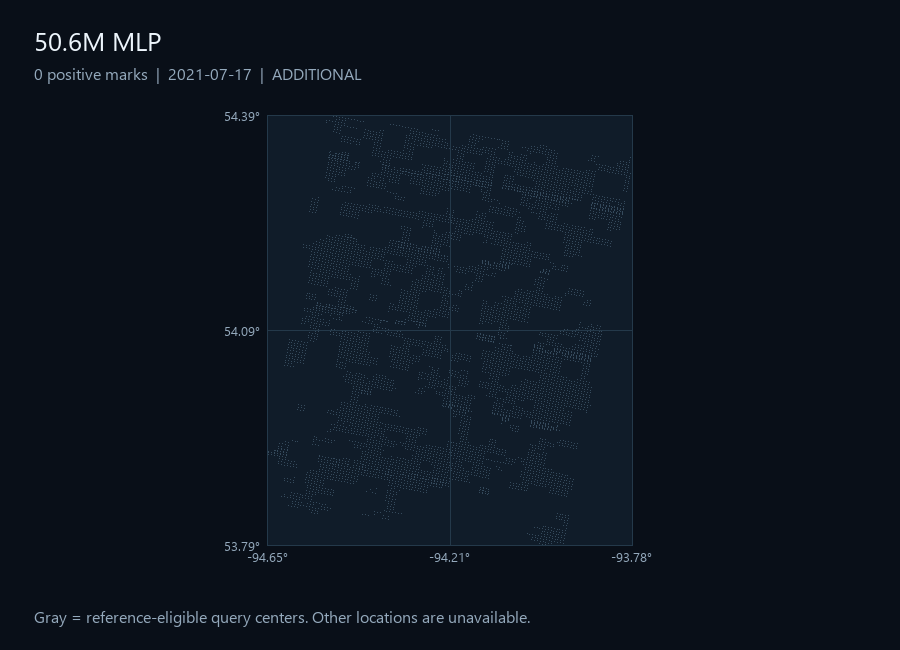 50.6M MLP
0 positive marks | 2021-07-17 | ADDITIONAL
54.39°
54.09°
53.79°
-94.65° -94.21° -93.78°
Gray = reference-eligible query centers. Other locations are unavailable.